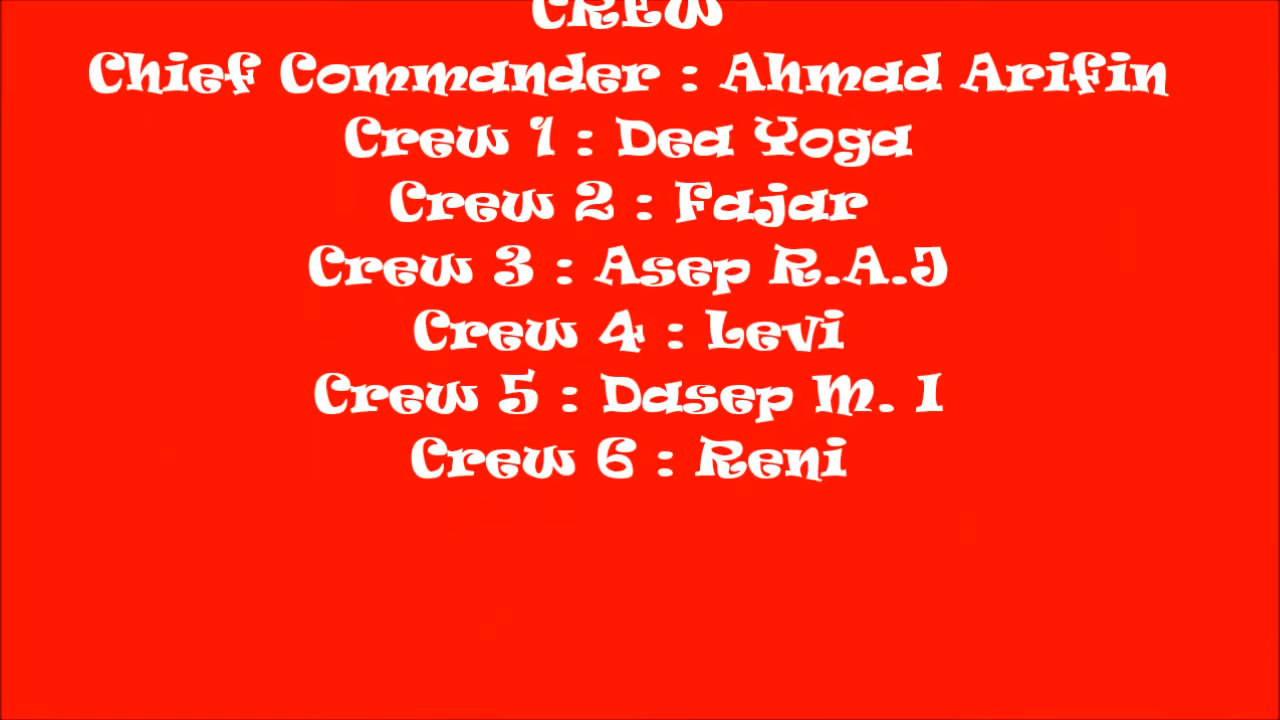 CREW
Chief Commander : Ahmad Arifin
Crew 1 : Dea Yoga
Crew 2 : Fajar
Crew 3 : Asep R.A.J
Crew 4 : Levi
Crew 5 : Dasep M. I
Crew 6 : Reni